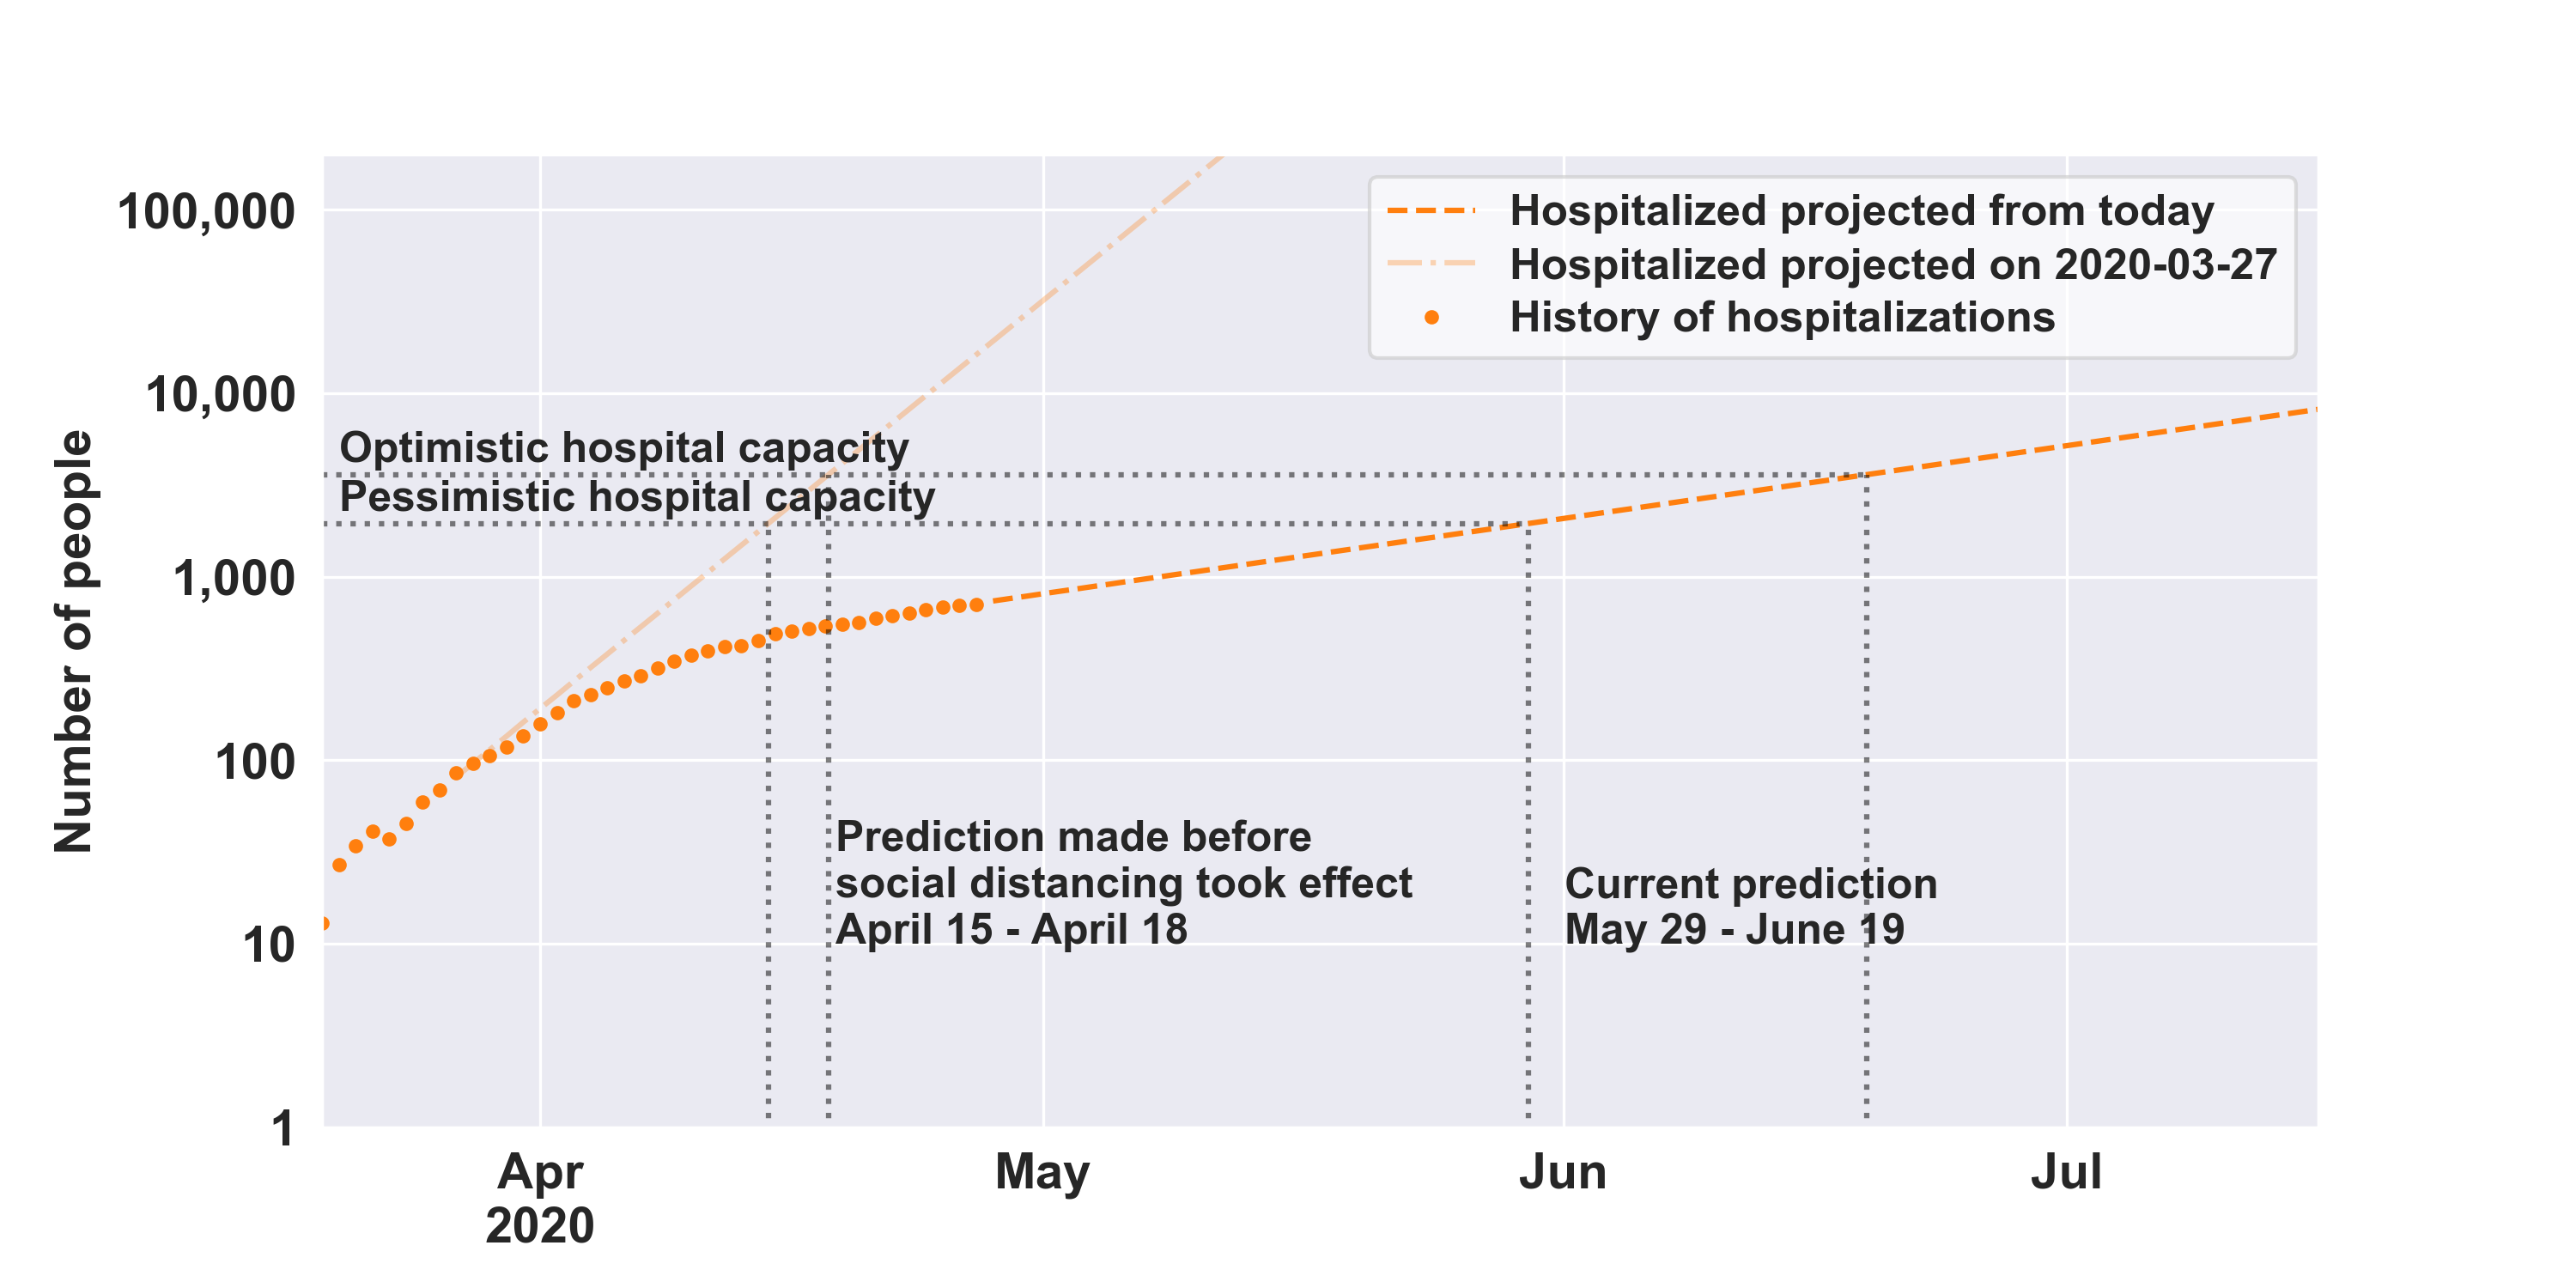 100,000
10,000
1,000
100
10
1
Number of people
Hospitalized projected from today
Hospitalized projected on 2020-03-27
History of hospitalizations
Optimistic hospital capacity
Pessimistic hospital capacity
Prediction made before
social distancing took effect
April 15 - April 18
Current prediction
May 29 - June 19
Apr
2020
May
Jun
Jul